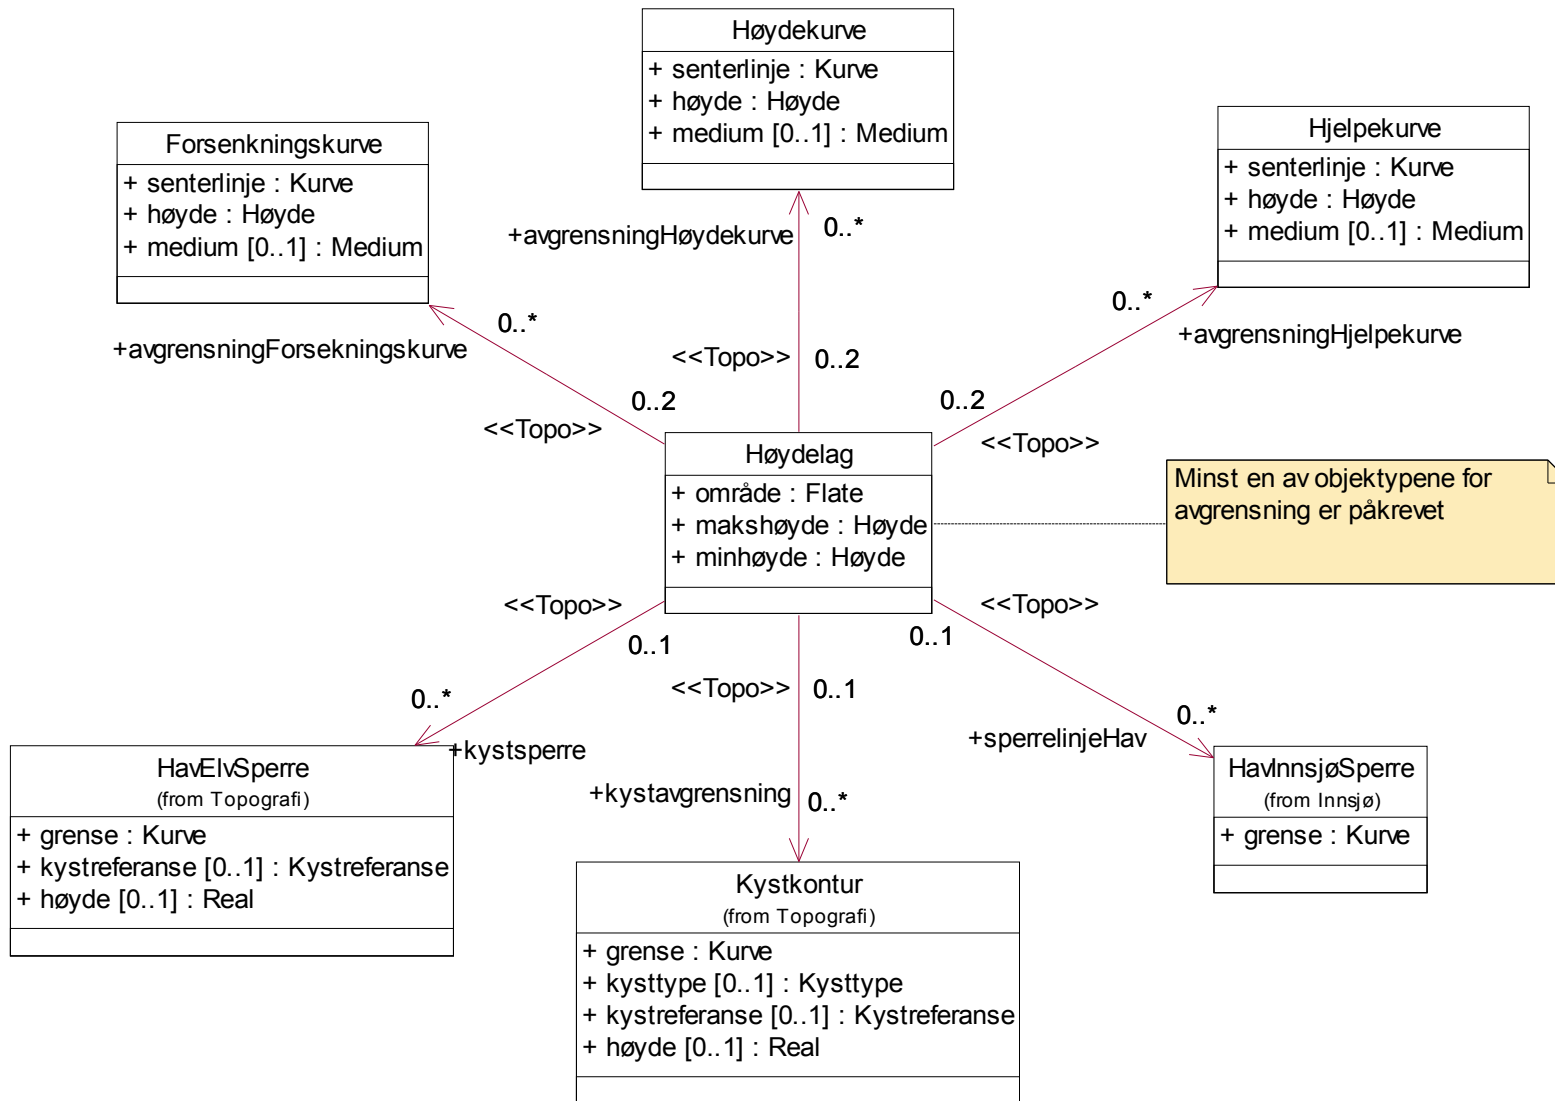 Høydekurve
+ senterlinje : Kurve
+ høyde : Høyde
+ medium [0..1] : Medium
Forsenkningskurve
+ senterlinje : Kurve
+ høyde : Høyde
+ medium [0..1] : Medium
Hjelpekurve
+ senterlinje : Kurve
+ høyde : Høyde
+ medium [0..1] : Medium
+avgrensningHøydekurve
0..*
0..*
+avgrensningForsekningskurve
0..*
+avgrensningHjelpekurve
<<Topo>>
0..2
0..2
<<Topo>>
0..2
<<Topo>>
Høydelag
+ område : Flate
+ makshøyde : Høyde
+ minhøyde : Høyde
Minst en av objektypene for
avgrensning er påkrevet
<<Topo>>
0..1
<<Topo>>
0..1
<<Topo>>
0..1
0..*
+kystsperre
+kystavgrensning
0..*
0..*
+sperrelinjeHav
HavElvSperre
(from Topografi)
+ grense : Kurve
+ kystreferanse [0..1] : Kystreferanse
+ høyde [0..1] : Real
HavInnsjøSperre
(from Innsjø)
+ grense : Kurve
Kystkontur
(from Topografi)
+ grense : Kurve
+ kysttype [0..1] : Kysttype
+ kystreferanse [0..1] : Kystreferanse
+ høyde [0..1] : Real